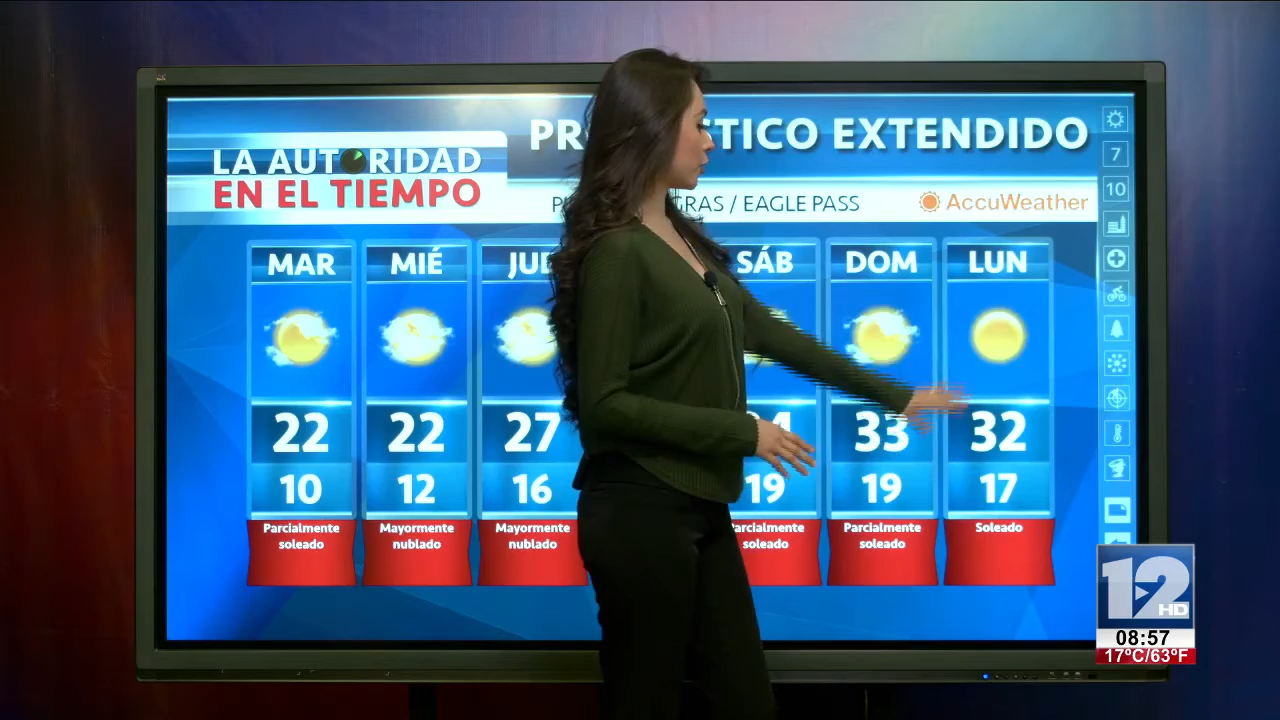 LA AUTORIDAD
EN EL TIEMPO
EXTENDIDO
/ EAGLE PASS
AccuWeather
7
10
MAR
MIÉ
SÁB
DOM
LUN
22
22
27
33
32
10
12
16
19
19
17
Parcialmente
soleado
Mayormente
nublado
Mayormente
nublado
Parcialmente
soleado
Parcialmente
soleado
Soleado
12
HD
08:57
17ºC/63ºF